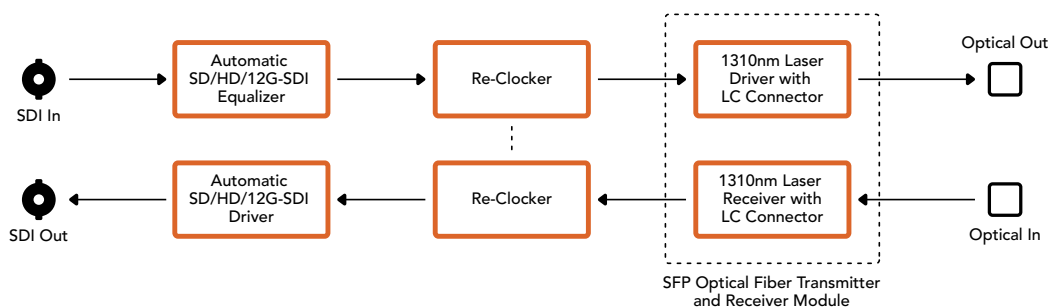 SDI In
Automatic
SD/HD/12G-SDI
Equalizer
Re-Clocker
1310nm Laser
Driver with
LC Connector
Optical Out
SDI Out
Automatic
SD/HD/12G-SDI
Driver
Re-Clocker
1310nm Laser
Receiver with
LC Connector
Optical In
SFP Optical Fiber Transmitter
and Receiver Module